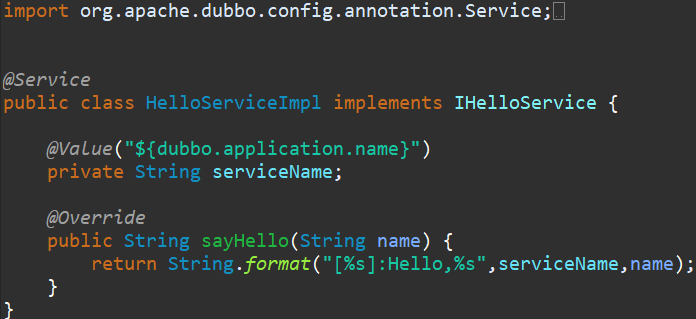 import org.apache.dubbo.config.annotation.Service;
@Service
public class HelloServiceImpl implements IHelloService {
@Value("${dubbo.application.name}")
private String serviceName;
@Override
public String sayHello(String name) {
return String.format("[%s]:Hello,%s",serviceName,name);
}
}